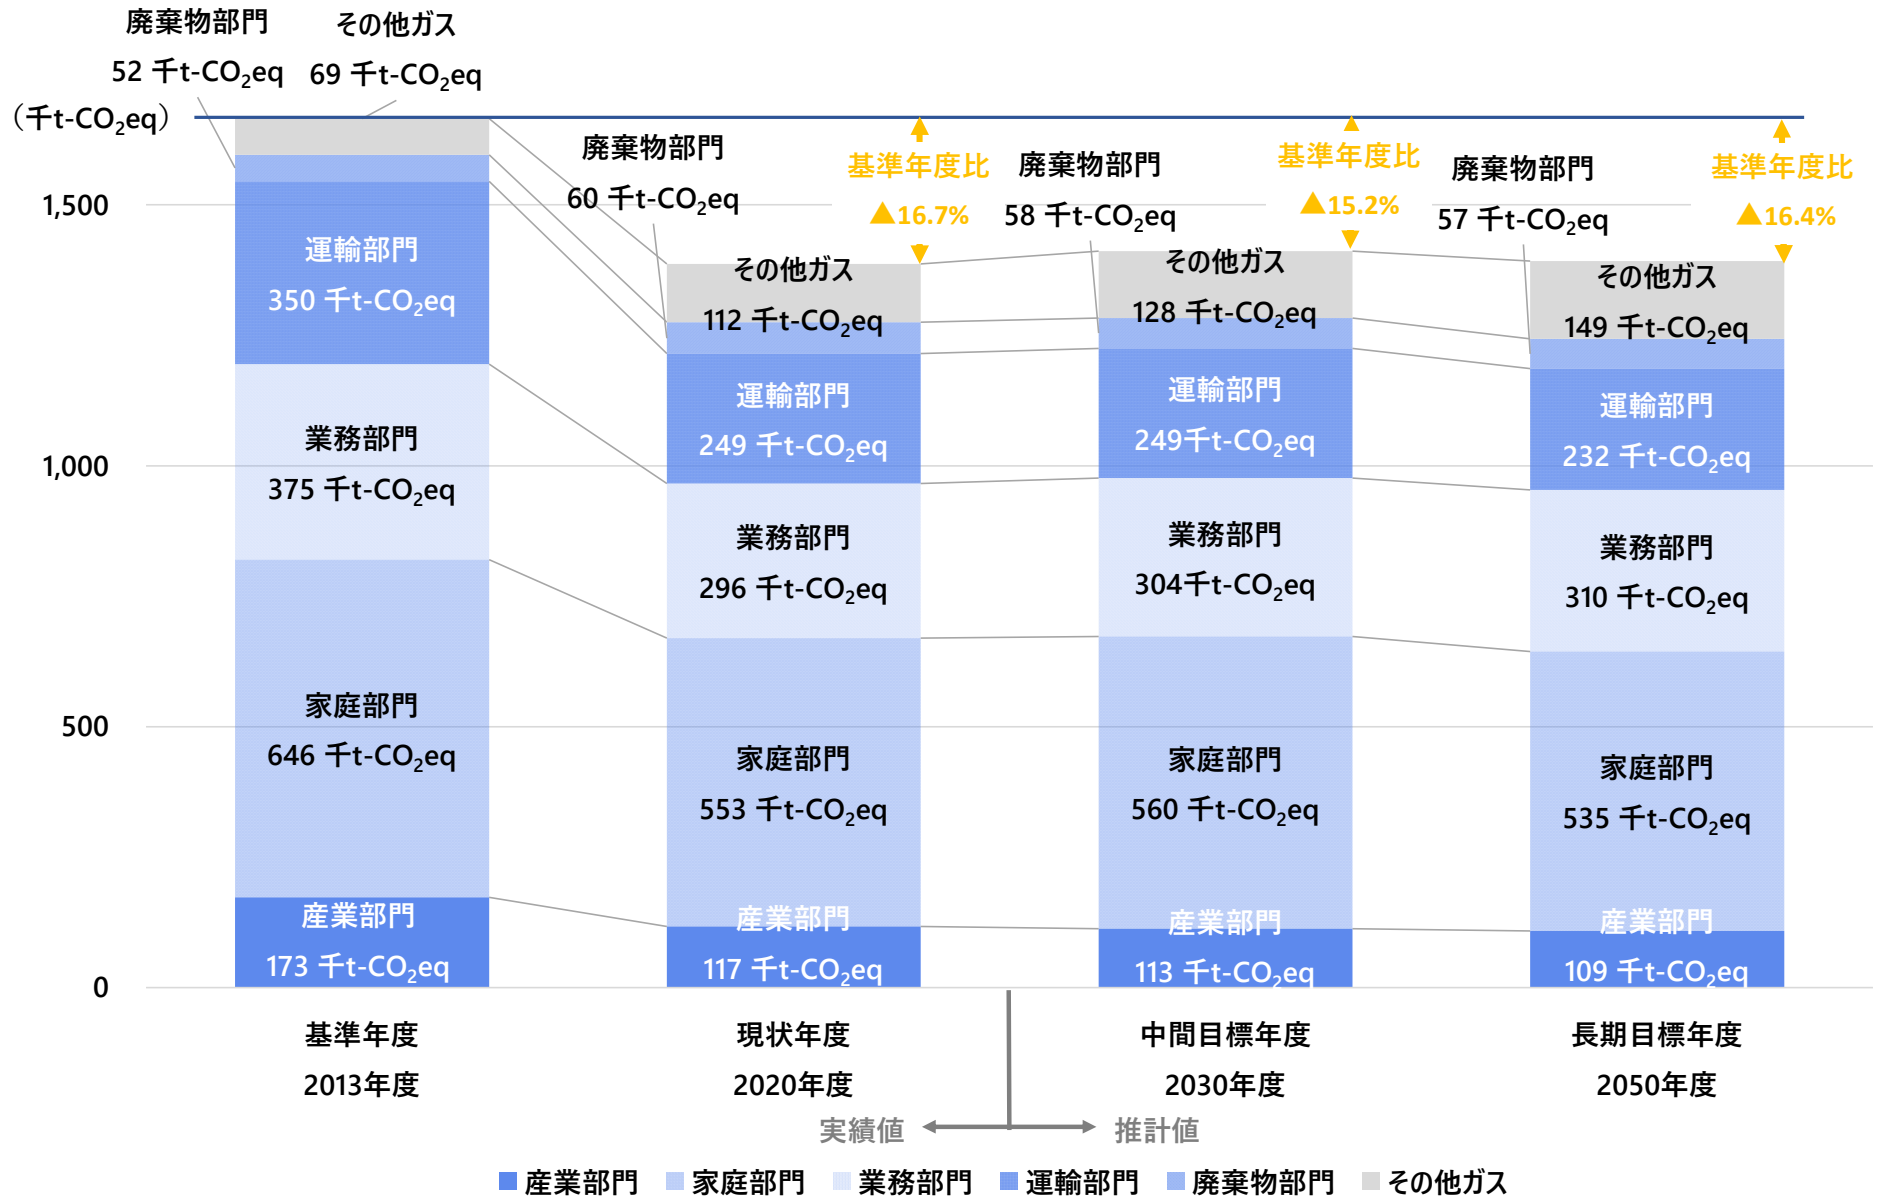 廃棄物部門
52 千t-CO₂eq
その他ガス
69 千t-CO₂eq
（千t-CO₂eq）
1,500
1,000
500
0
運輸部門
350 千t-CO₂eq
業務部門
375 千t-CO₂eq
家庭部門
646 千t-CO₂eq
産業部門
173 千t-CO₂eq
廃棄物部門
60 千t-CO₂eq
基準年度比
▲16.7%
その他ガス
112 千t-CO₂eq
運輸部門
249 千t-CO₂eq
業務部門
296 千t-CO₂eq
家庭部門
553 千t-CO₂eq
産業部門
117 千t-CO₂eq
廃棄物部門
58 千t-CO₂eq
基準年度比
▲15.2%
その他ガス
128 千t-CO₂eq
運輸部門
249千t-CO₂eq
業務部門
304千t-CO₂eq
家庭部門
560 千t-CO₂eq
産業部門
113 千t-CO₂eq
廃棄物部門
57 千t-CO₂eq
基準年度比
▲16.4%
その他ガス
149 千t-CO₂eq
運輸部門
232 千t-CO₂eq
業務部門
310 千t-CO₂eq
家庭部門
535 千t-CO₂eq
産業部門
109 千t-CO₂eq
基準年度
2013年度
現状年度
2020年度
中間目標年度
2030年度
長期目標年度
2050年度
実績値
推計値
産業部門 家庭部門 業務部門 運輸部門 廃棄物部門 その他ガス